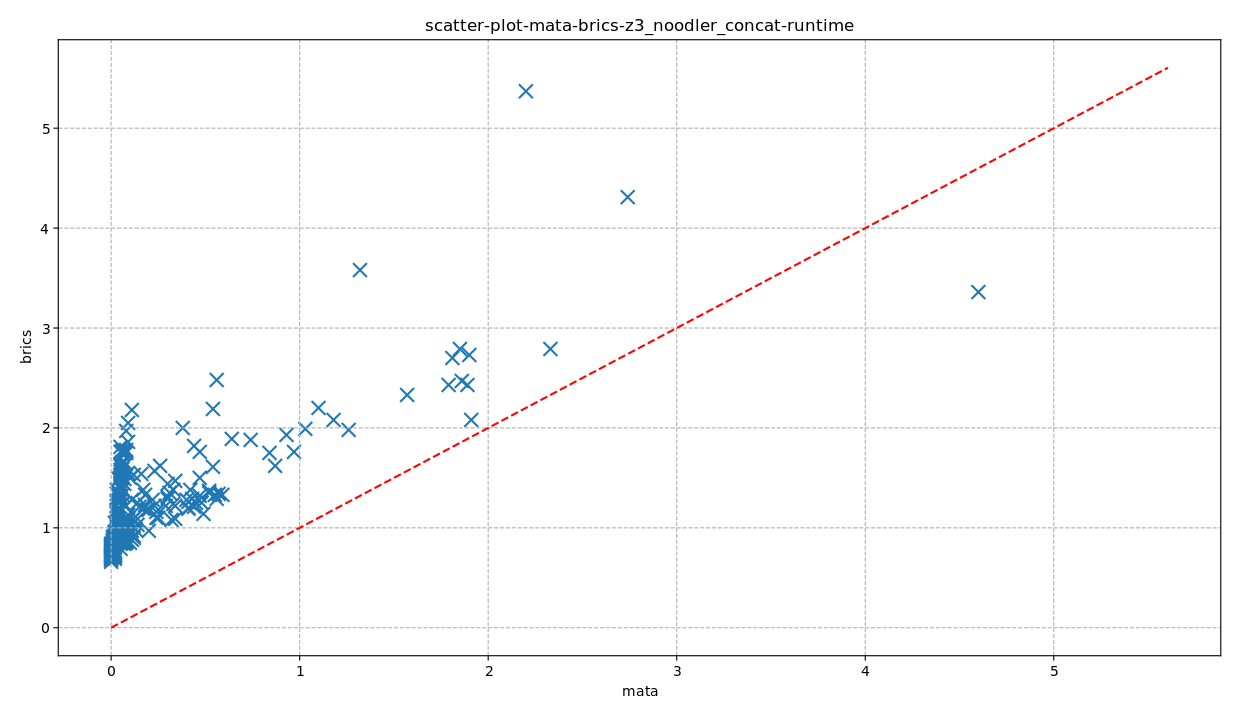 scatter-plot-mata-brics-z3_noodler_concat-runtime
brics
5
4
3
2
1
0
0 1 2 3 4 5
mata